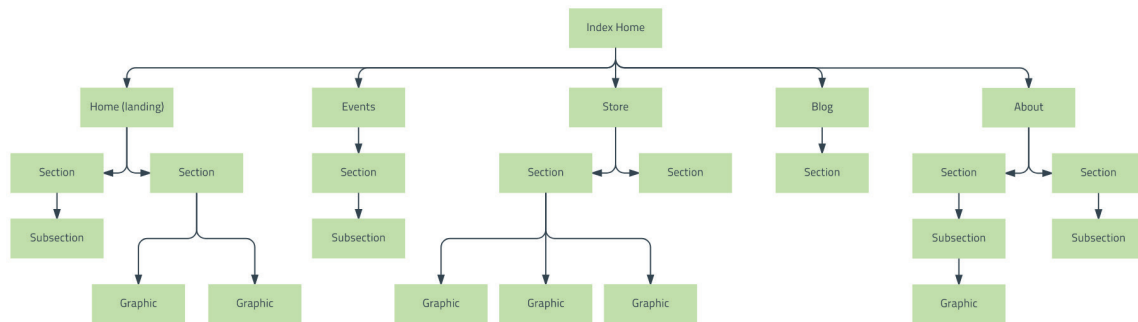 Index Home
Home (landing)
Events
Store
Blog
About
Section
Section
Section
Section
Section
Section
Section
Section
Subsection
Subsection
Subsection
Subsection
Graphic
Graphic
Graphic
Graphic
Graphic
Graphic